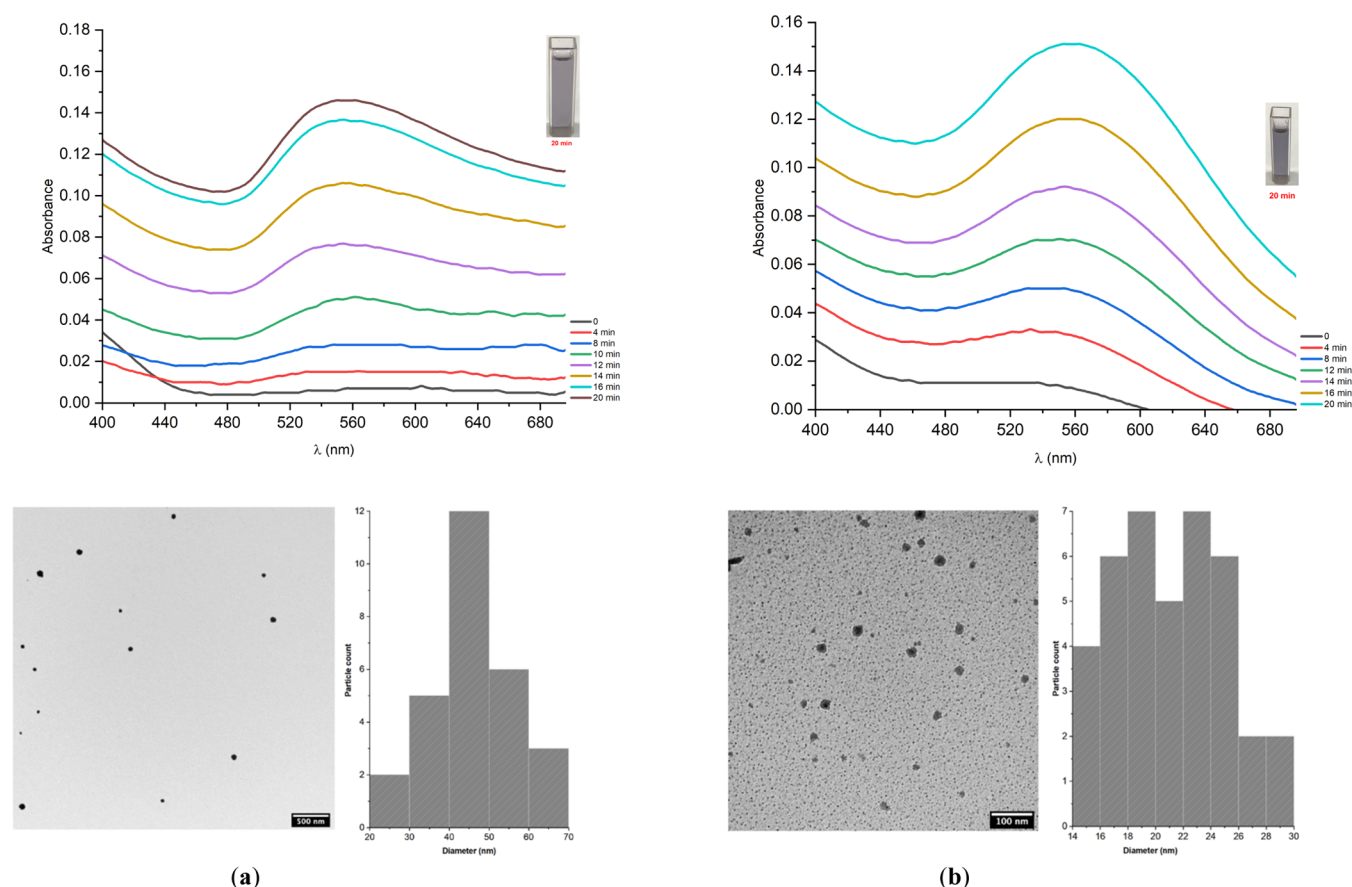 0.18
0.16
0.14
0.12
0.10
0.08
0.06
0.04
0.02
0.00
Absorbance
400 440 480 520 560 600 640 680
λ (nm)
20 min
0
4 min
8 min
10 min
12 min
14 min
16 min
20 min
0.16
0.14
0.12
0.10
0.08
0.06
0.04
0.02
0.00
Absorbance
400 440 480 520 560 600 640 680
λ (nm)
20 min
0
4 min
8 min
12 min
14 min
16 min
20 min
500 nm
12
10
8
6
4
2
0
Particle count
20 30 40 50 60 70
Diameter (nm)
100 nm
7
6
5
4
3
2
1
0
Particle count
14 16 18 20 22 24 26 28 30
Diameter (nm)
(a)
(b)